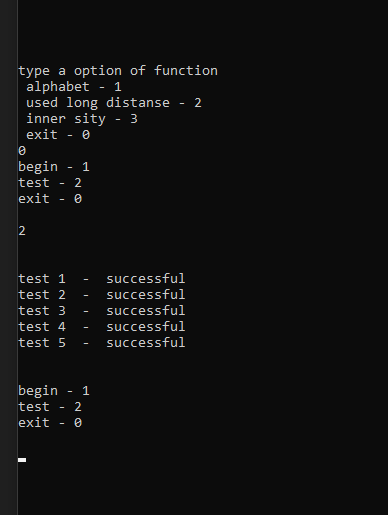 type a option of function
alphabet - 1
used long distanse - 2
inner sity - 3
exit - 0
0
begin - 1
test - 2
exit - 0
2
test 1  -  successful
test 2  -  successful
test 3  -  successful
test 4  -  successful
test 5  -  successful
begin - 1
test - 2
exit - 0